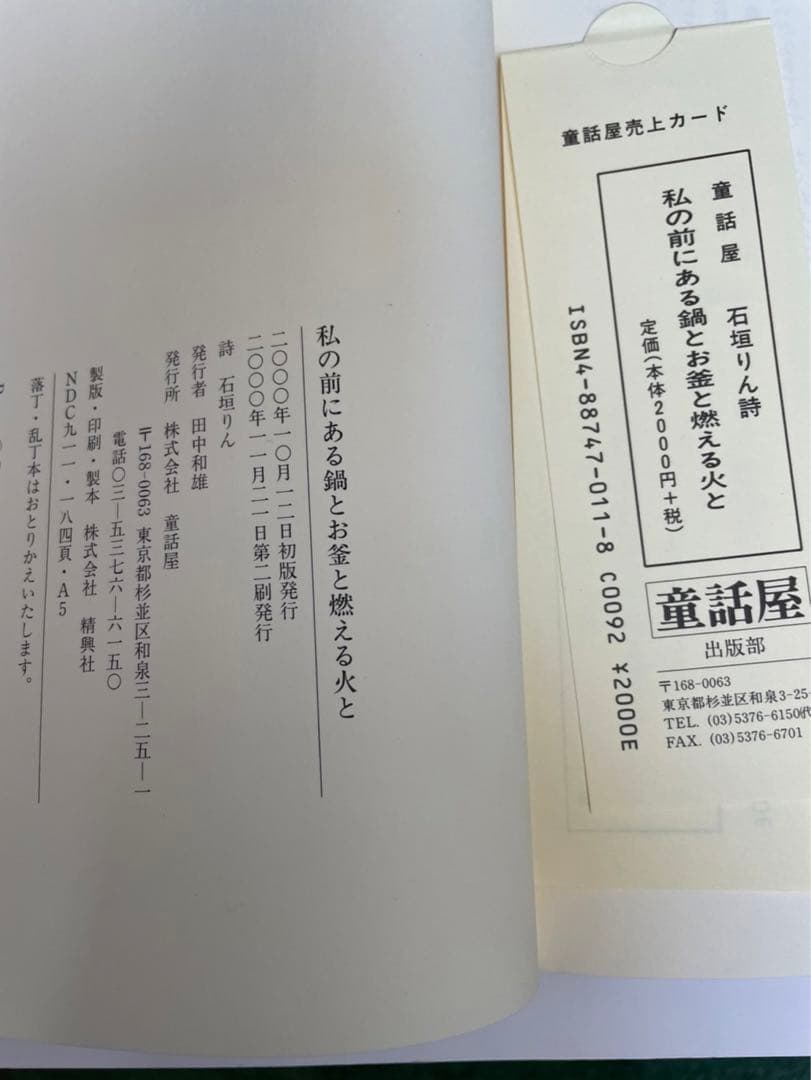 童話屋売上カード
童話屋　石垣りん詩
私の前にある鍋とお釜と燃える火と
定価(本体2000円+税)
ISBN4-88747-011-8 C0092 ¥2000E
童話屋
出版部
〒168-0063
東京都杉並区和泉3-25-
TEL. (03)5376-6150㈹
FAX. (03)5376-6701
私の前にある鍋とお釜と燃える火と
二〇〇〇年一〇月一二日初版発行
二〇〇〇年一一月二一日第二刷発行
詩　石垣りん
発行者　田中和雄
発行所　株式会社　童話屋
〒168-0063 東京都杉並区和泉三―二五―一
電話〇三―五三七六―六一五〇
製版・印刷・製本　株式会社　精興社
NDC九一一・一八四頁・A5
落丁・乱丁本はおとりかえいたします。